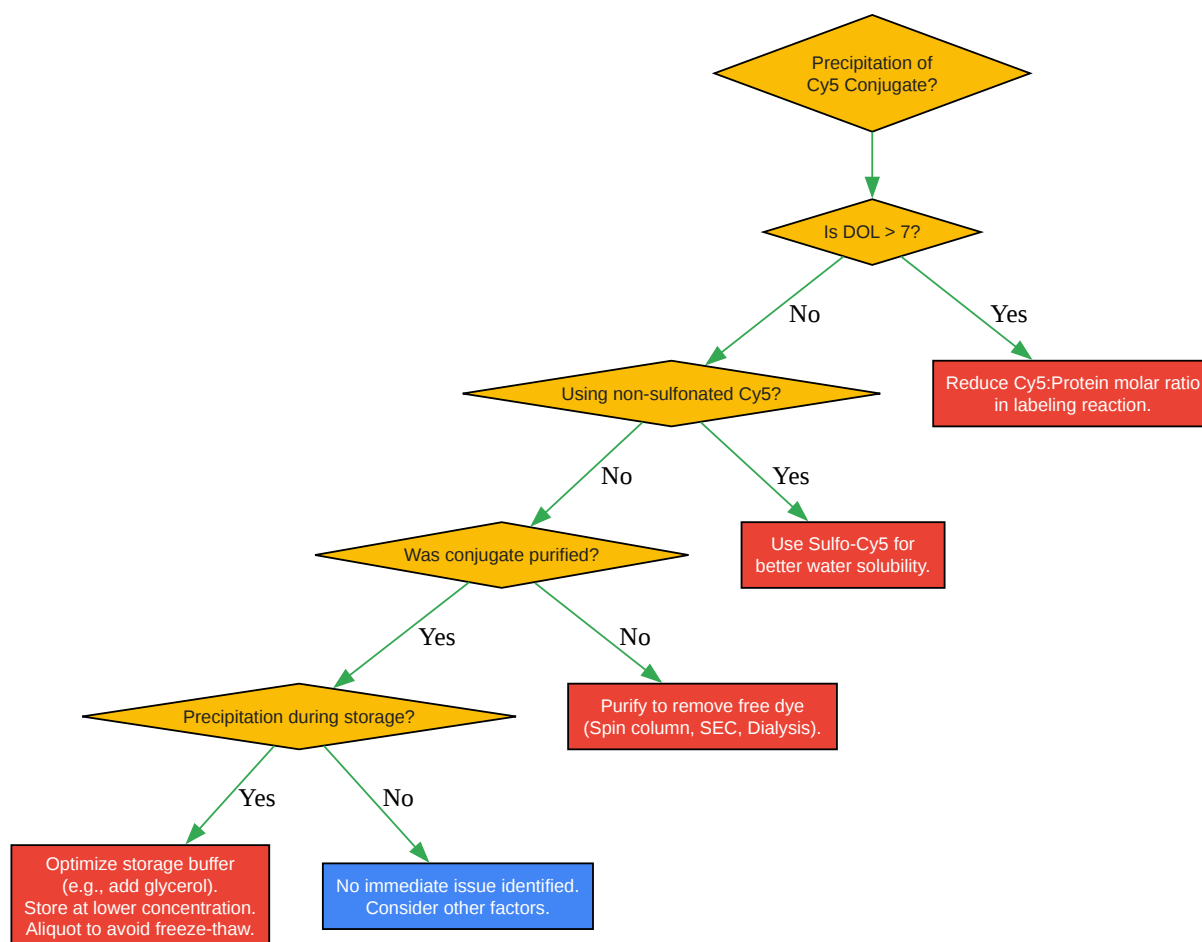 Precipitation of
Cy5 Conjugate?
Is DOL > 7?
No
Yes
Using non-sulfonated Cy5?
Reduce Cy5:Protein molar ratio
in labeling reaction.
No
Yes
Was conjugate purified?
Use Sulfo-Cy5 for
better water solubility.
Yes
No
Precipitation during storage?
Purify to remove free dye
(Spin column, SEC, Dialysis).
Yes
No
Optimize storage buffer
(e.g., add glycerol).
Store at lower concentration.
Aliquot to avoid freeze-thaw.
No immediate issue identified.
Consider other factors.